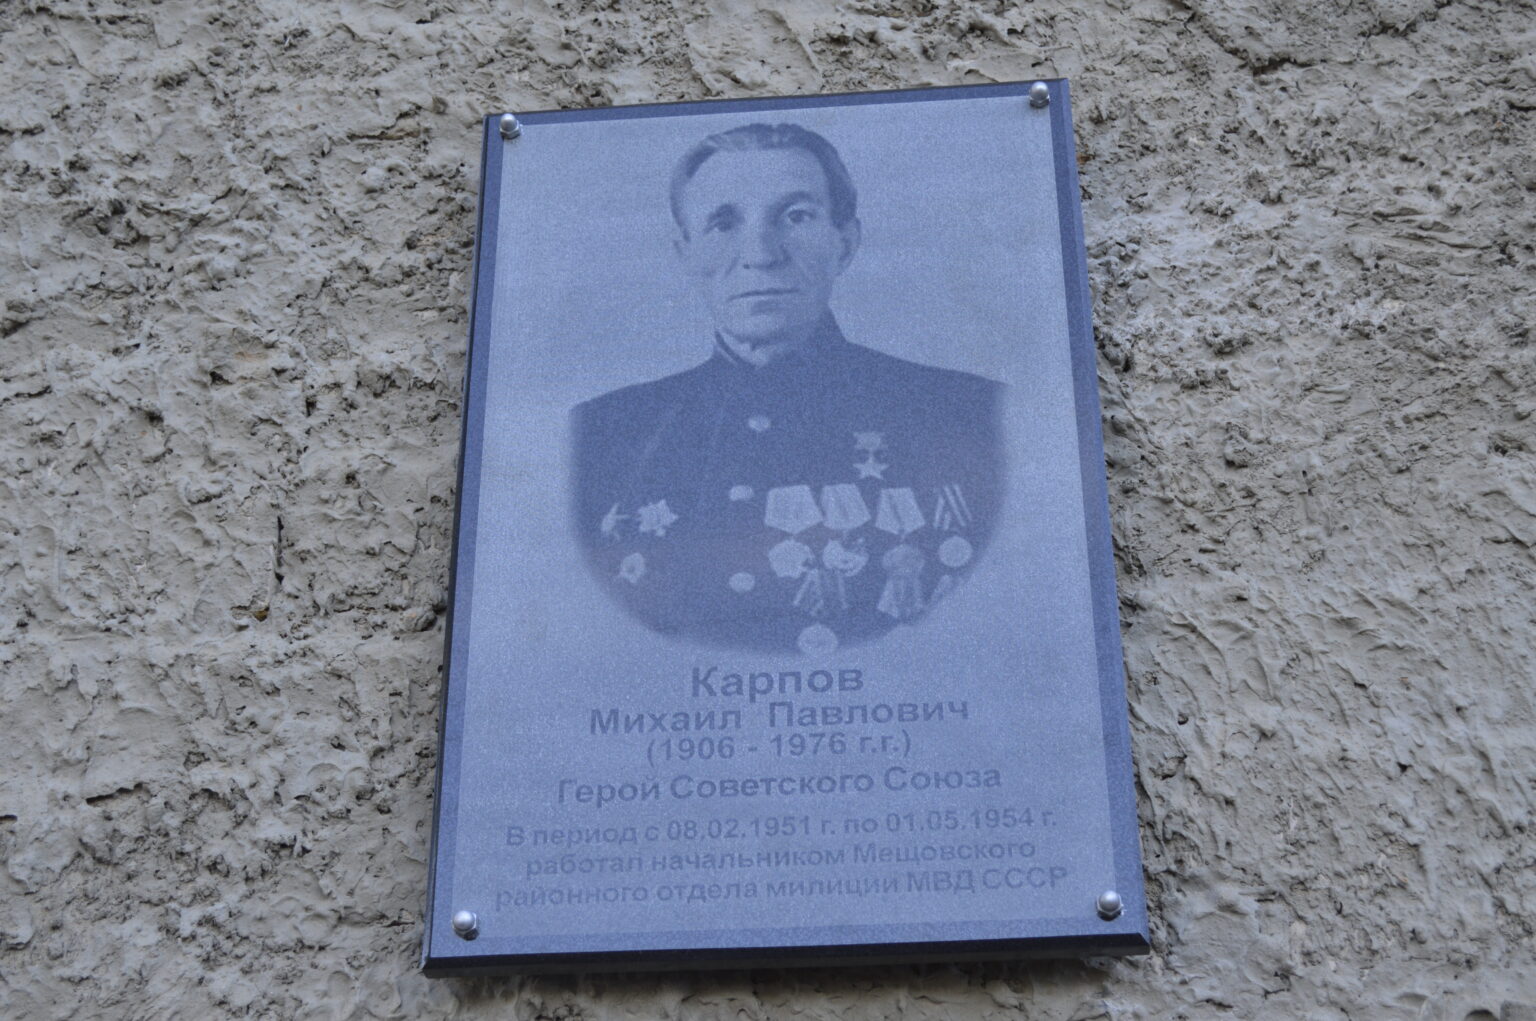 Карпов
Михаил Павлович
(1906 - 1976 г.г.)
Герой Советского Союза
В период с 08.02.1951 г. по 01.05.1954 г.
работал начальником Мещовского
районного отдела милиции МВД СССР